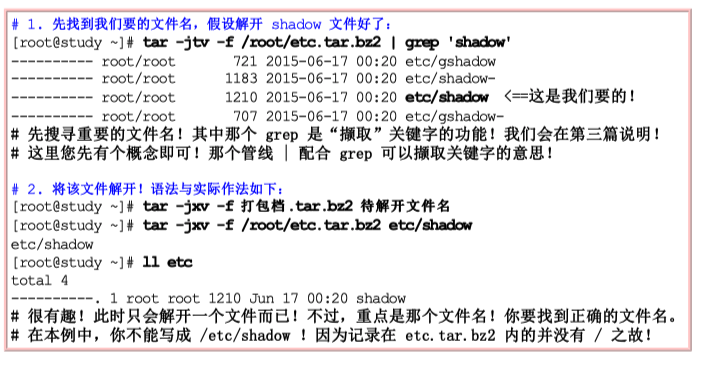 # 1. 先找到我们要的文件名，假设解开 shadow 文件好了：
[root@study ~]# tar -jtv -f /root/etc.tar.bz2 | grep 'shadow'
---------- root/root       721 2015-06-17 00:20 etc/gshadow
---------- root/root      1183 2015-06-17 00:20 etc/shadow-
---------- root/root      1210 2015-06-17 00:20 etc/shadow  <==这是我们要的！
---------- root/root       707 2015-06-17 00:20 etc/gshadow-
# 先搜寻重要的文件名！其中那个 grep 是“撷取”关键字的功能！我们会在第三篇说明！
# 这里您先有个概念即可！那个管线 | 配合 grep 可以撷取关键字的意思！
# 2. 将该文件解开！语法与实际作法如下：
[root@study ~]# tar -jxv -f 打包档.tar.bz2 待解开文件名
[root@study ~]# tar -jxv -f /root/etc.tar.bz2 etc/shadow
etc/shadow
[root@study ~]# ll etc
total 4
----------. 1 root root 1210 Jun 17 00:20 shadow
# 很有趣！此时只会解开一个文件而已！不过，重点是那个文件名！你要找到正确的文件名。
# 在本例中，你不能写成 /etc/shadow ！因为记录在 etc.tar.bz2 内的并没有 / 之故！